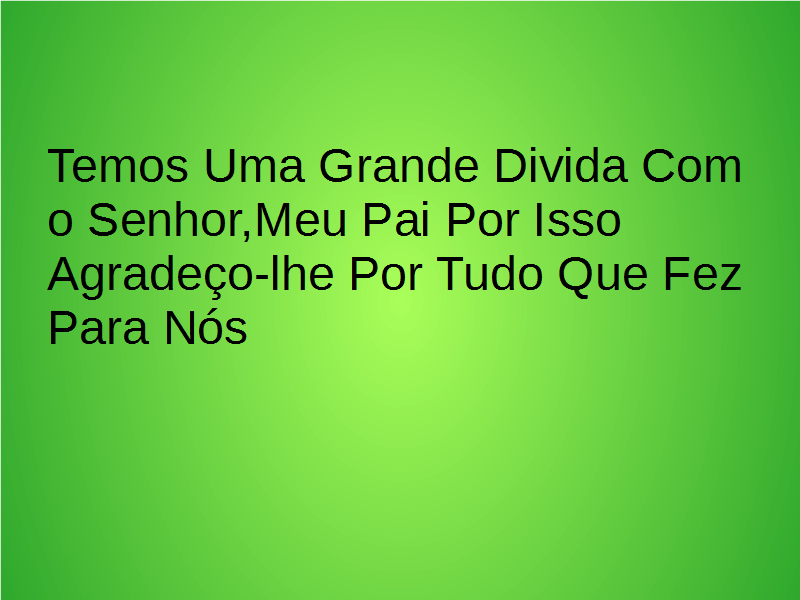 Temos Uma Grande Divida Com
o Senhor,Meu Pai Por Isso
Agradeço-lhe Por Tudo Que Fez
Para Nós